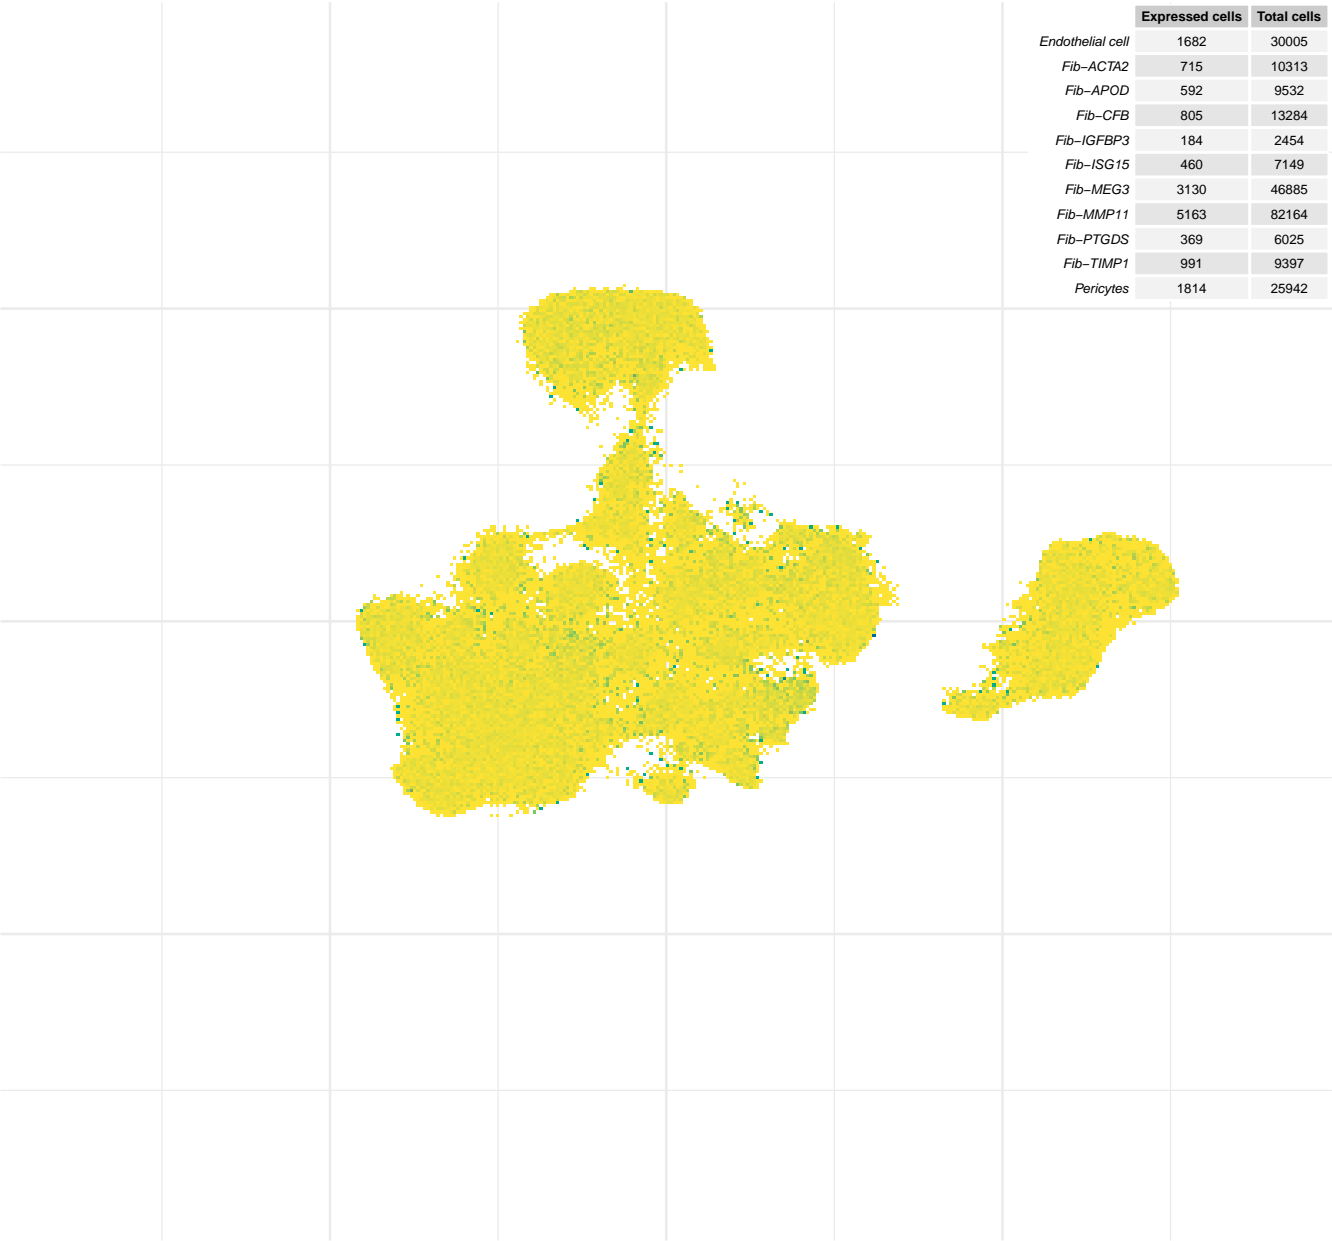 Expressed cells Total cells
Endothelial cell 1682 30005
Fib−ACTA2 715 10313
Fib−APOD 592 9532
Fib−CFB 805 13284
Fib−IGFBP3 184 2454
Fib−ISG15 460 7149
Fib−MEG3 3130 46885
Fib−MMP11 5163 82164
Fib−PTGDS 369 6025
Fib−TIMP1 991 9397
Pericytes 1814 25942